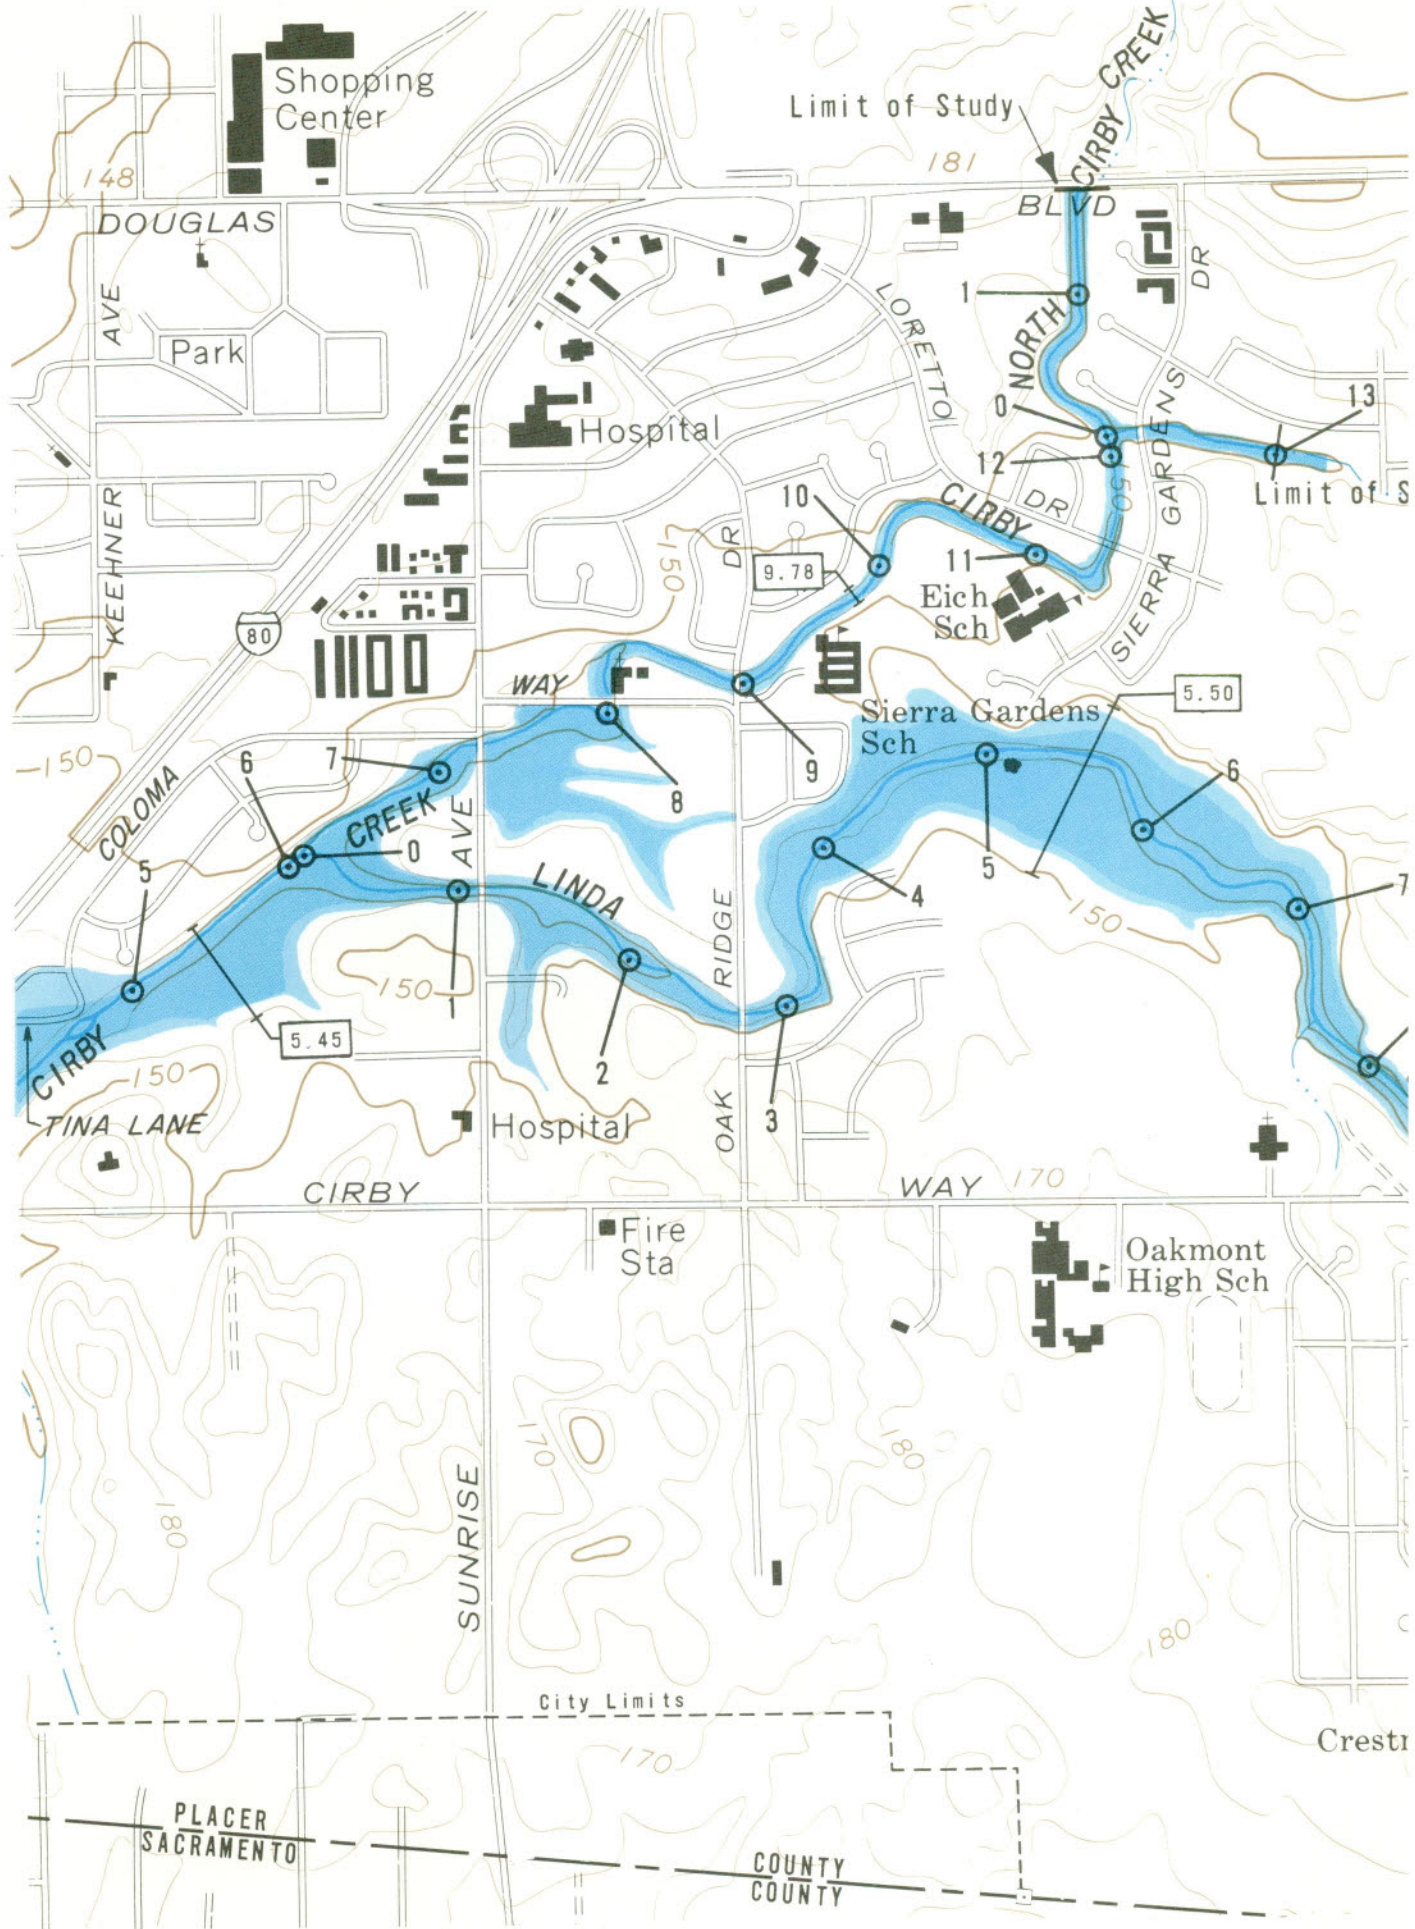 CIRBY CREEK
Shopping
Center
Limit of Study
148
181
DOUGLAS
BLVD
AVE
DR
LORETTO
1
NORTH
Park
0
13
Hospital
12
150
GARDENS
KEEHNER
10
CIRBY
DR
Limit of S
150
DR
9.78
11
Eich
Sch
SIERRA
80
WAY
5.50
Sierra Gardens
Sch
150
COLOMA
6
7
9
6
8
CREEK
AVE
0
5
5
7
LINDA
4
RIDGE
150
150
1
CIRBY
5.45
2
150
3
TINA LANE
Hospital
OAK
CIRBY
WAY
170
Fire
Sta
Oakmont
High Sch
170
180
180
SUNRISE
180
City Limits
170
Crestm
PLACER
SACRAMENTO
COUNTY
COUNTY